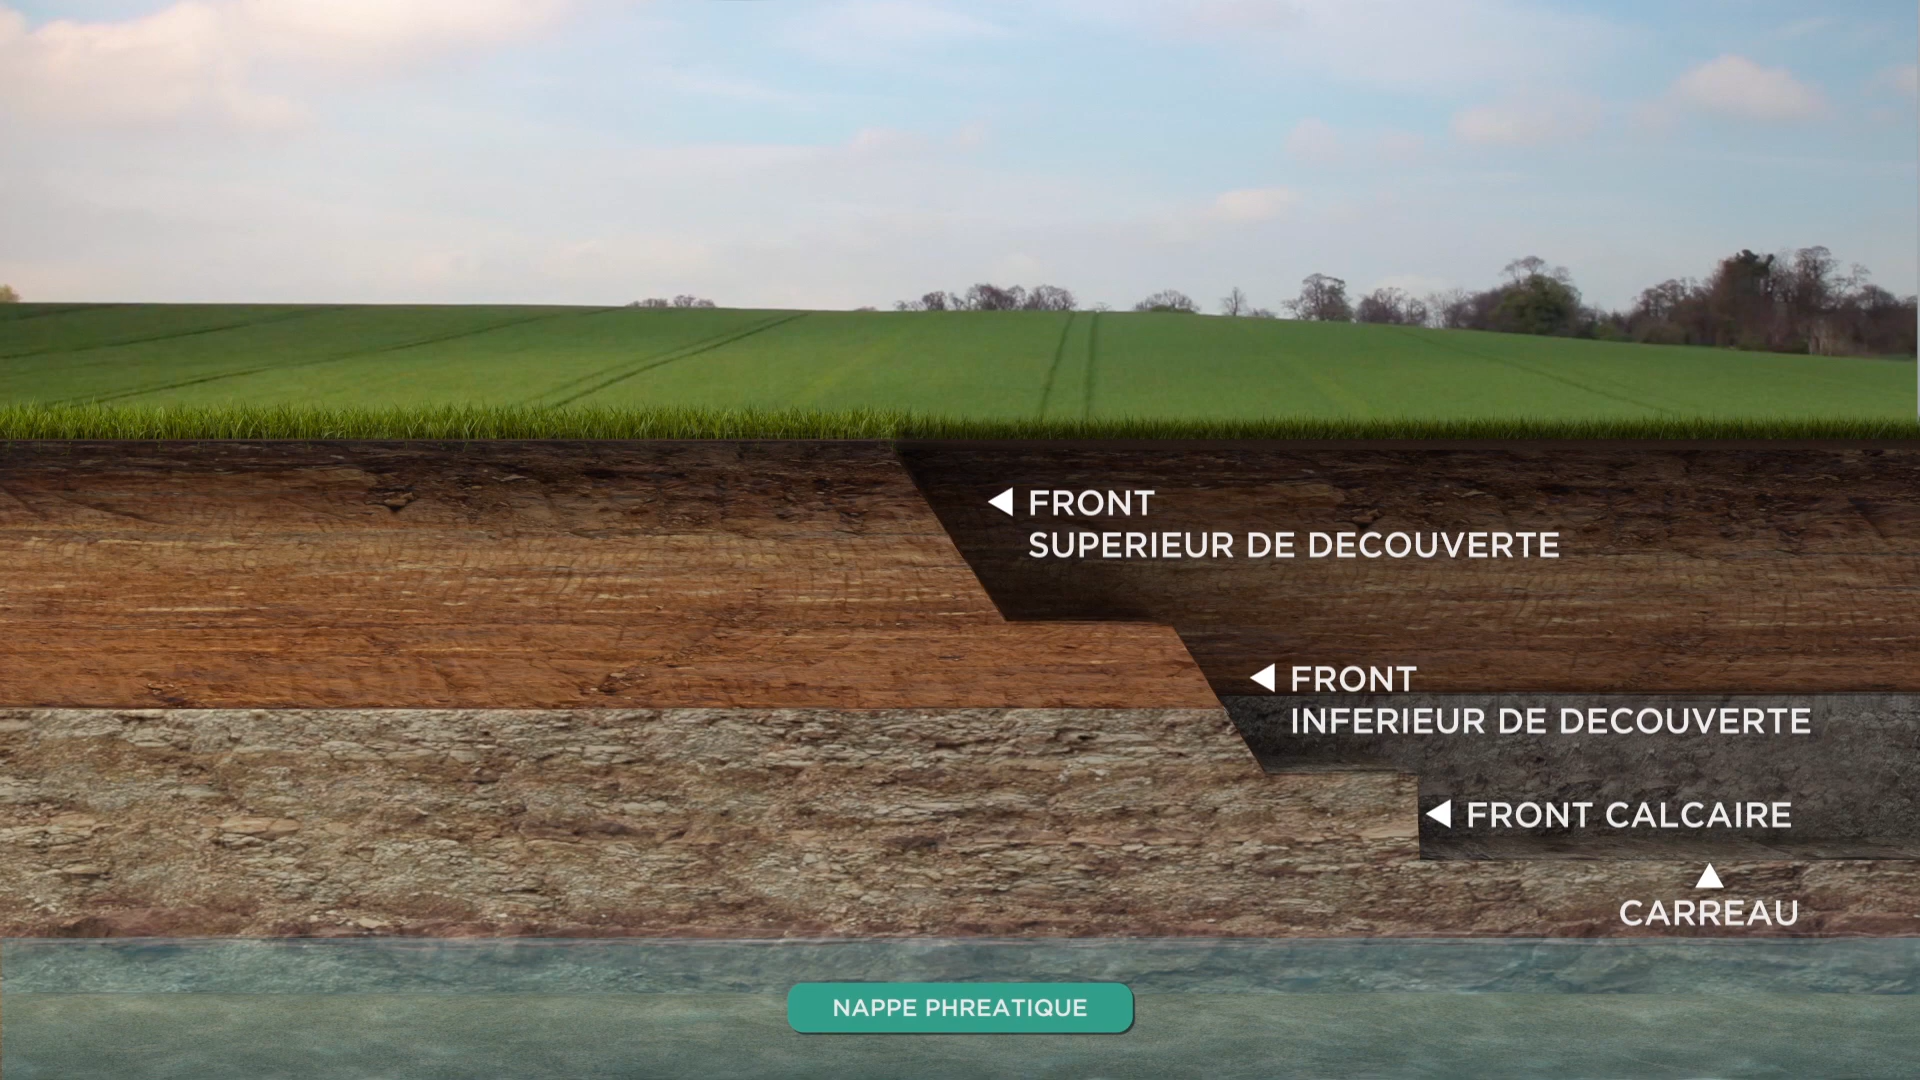 FRONT
SUPERIEUR DE DECOUVERTE
FRONT
INFERIEUR DE DECOUVERTE
FRONT CALCAIRE
CARREAU
NAPPE PHREATIQUE